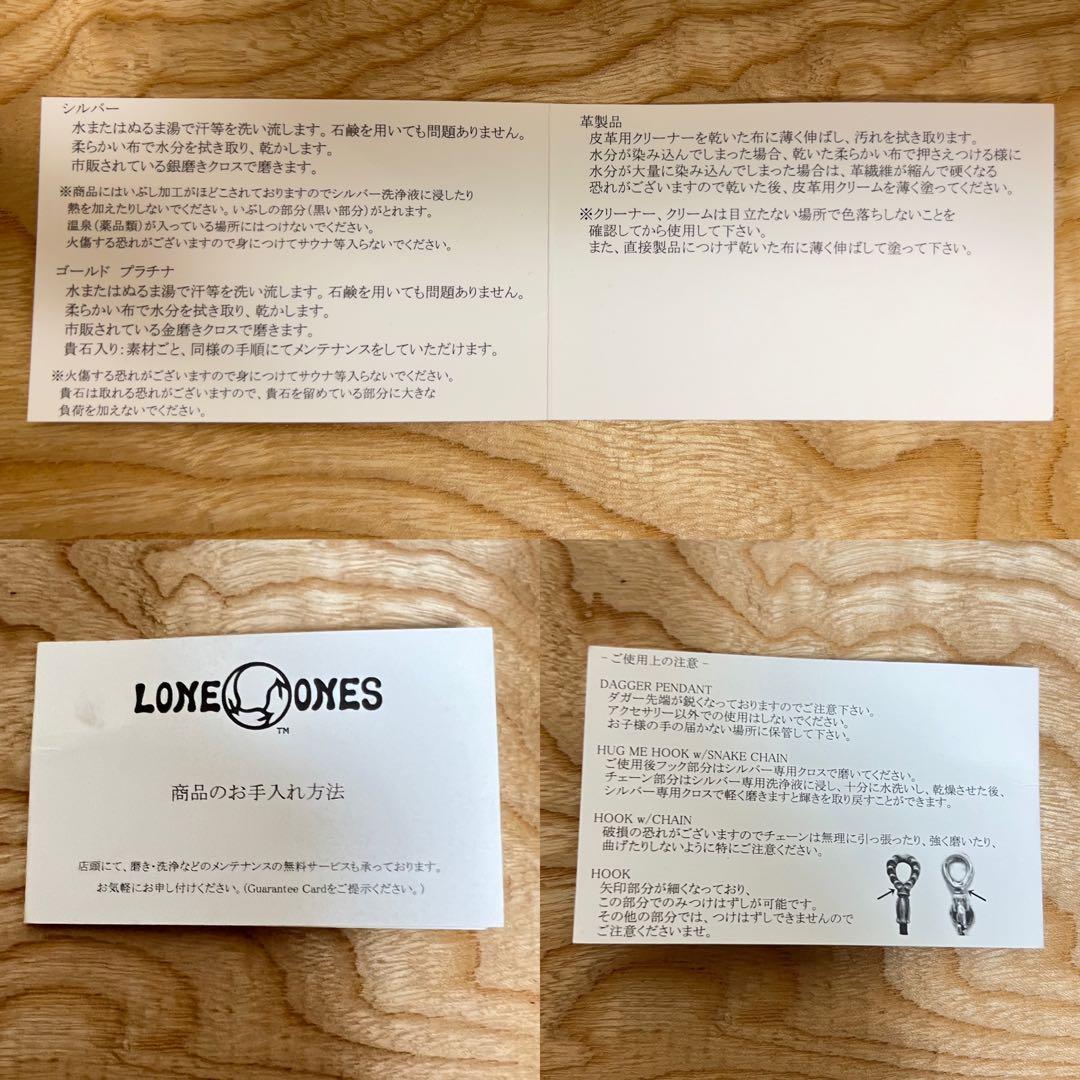 シルバー
水またはぬるま湯で汗等を洗い流します。石鹸を用いても問題ありません。
柔らかい布で水分を拭き取り、乾かします。
市販されている銀磨きクロスで磨きます。
※商品にはいぶし加工がほどこされておりますのでシルバー洗浄液に浸したり
熱を加えたりしないでください。いぶしの部分(黒い部分)がとれます。
温泉(薬品類)が入っている場所にはつけないでください。
火傷する恐れがございますので身につけてサウナ等入らないでください。
ゴールド プラチナ
水またはぬるま湯で汗等を洗い流します。石鹸を用いても問題ありません。
柔らかい布で水分を拭き取り、乾かします。
市販されている金磨きクロスで磨きます。
貴石入り:素材ごと、同様の手順にてメンテナンスをしていただけます。
※火傷する恐れがございますので身につけてサウナ等入らないでください。
貴石は取れる恐れがございますので、貴石を留めている部分に大きな
負荷を加えないでください。
革製品
皮革用クリーナーを乾いた布に薄く伸ばし、汚れを拭き取ります。
水分が染み込んでしまった場合、乾いた柔らかい布で押さえつける様に
水分が大量に染み込んでしまった場合は、革繊維が縮んで硬くなる
恐れがございますので乾いた後、皮革用クリームを薄く塗ってください。
※クリーナー、クリームは目立たない場所で色落ちしないことを
確認してから使用して下さい。
また、直接製品につけず乾いた布に薄く伸ばして塗って下さい。
LONE ONES
TM
商品のお手入れ方法
店頭にて、磨き・洗浄などのメンテナンスの無料サービスも承っております。
お気軽にお申し付けください。(Guarantee Cardをご提示ください。)
－ご使用上の注意－
DAGGER PENDANT
ダガー先端が鋭くなっておりますのでご注意下さい。
アクセサリー以外での使用はしないでください。
お子様の手の届かない場所に保管して下さい。
HUG ME HOOK w/SNAKE CHAIN
ご使用後フック部分はシルバー専用クロスで磨いてください。
チェーン部分はシルバー専用洗浄液に浸し、十分に水洗いし、乾燥させた後、
シルバー専用クロスで軽く磨きますと輝きを取り戻すことができます。
HOOK w/CHAIN
破損の恐れがございますのでチェーンは無理に引っ張ったり、強く磨いたり、
曲げたりしないように特にご注意ください。
HOOK
矢印部分が細くなっており、
この部分でのみつけはずしが可能です。
その他の部分では、つけはずしできませんので
ご注意くださいませ。